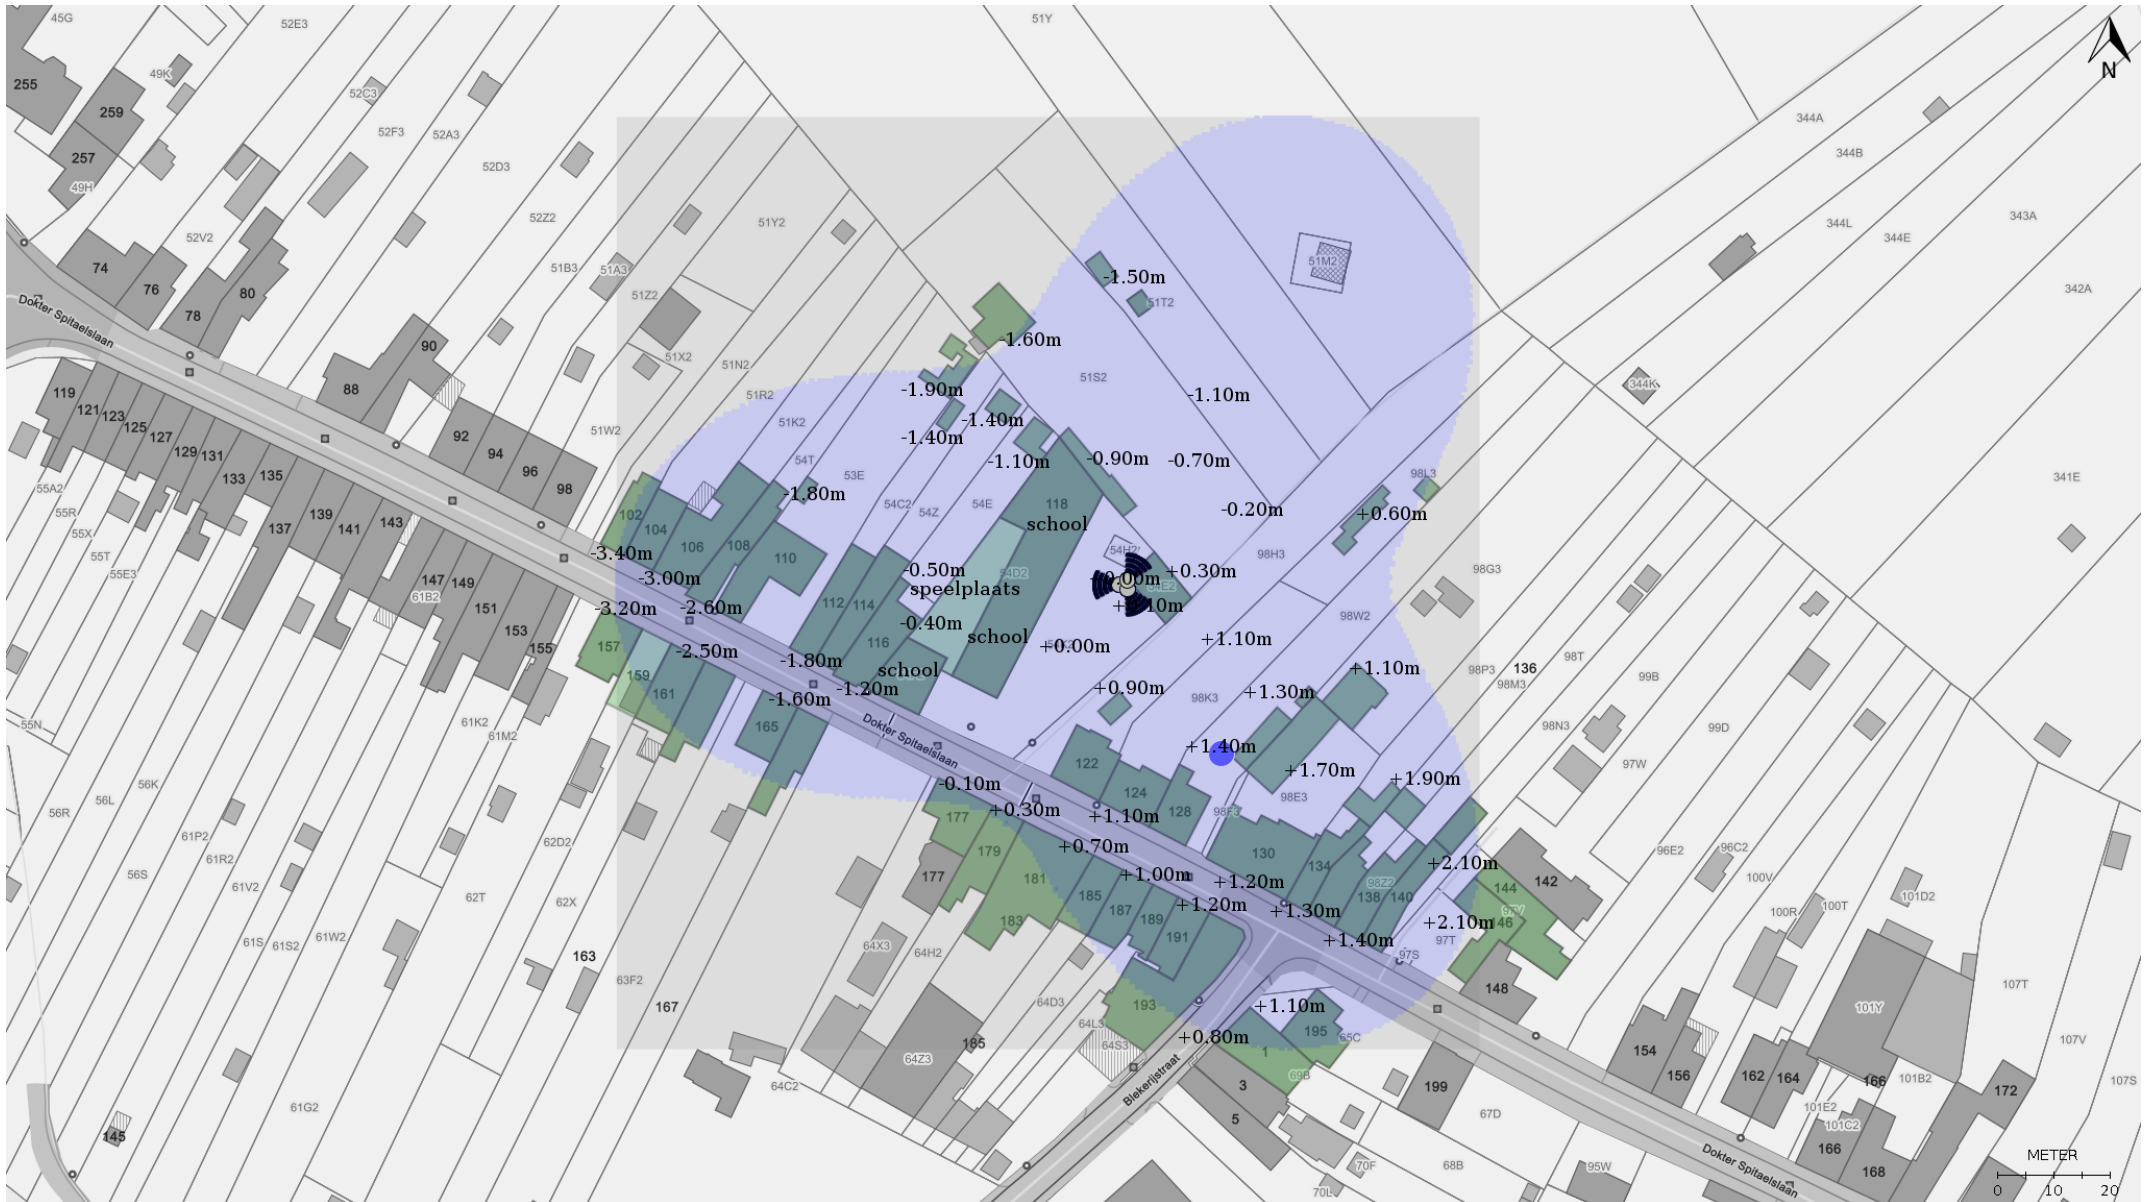 45G
52E3
51Y
N
255
49K
259
52C3
52F3
52A3
344A
257
49H
52D3
344B
52V2
52Z2
51Y2
344L
344E
343A
74
76
78
80
51B3
51A3
51Z2
51M2
-1.50m
51T2
342A
Dokter Spitaelslaan
90
88
51X2
51N2
51R2
-1.60m
51S2
344K
119
121
123
125
127
129
131
133
135
92
94
96
98
51W2
51K2
-1.90m
-1.10m
-1.40m
-1.40m
54T
53E
-1.10m
-0.90m
-0.70m
98L3
341E
55A2
55R
55X
55T
55E3
137
139
141
143
-1.80m
54C2
54Z
54E
118
school
-0.20m
+0.60m
102
104
106
108
110
-3.40m
-3.00m
54H2
98H3
98G3
147
149
151
153
155
61B2
-0.50m
speelplaats
54D2
+0.00m
+0.30m
54E2
+0.10m
-3.20m
-2.60m
112
114
116
-0.40m
school
+0.00m
+1.10m
98W2
157
159
161
-2.50m
-1.80m
school
-1.20m
+0.90m
98K3
+1.30m
+1.10m
98P3
136
98M3
98T
99B
55N
61K2
61M2
-1.60m
165
Dokter Spitaelslaan
98N3
99D
56R
56L
56K
56S
61P2
61R2
61V2
122
124
128
+1.40m
+1.70m
+1.90m
98E3
97W
-0.10m
+0.30m
+1.10m
98F3
177
179
181
183
177
62D2
+0.70m
130
134
138
140
98Z2
+2.10m
144
142
146
97V
96E2
96C2
100V
101D2
62T
62X
61S
61S2
61W2
+1.00m
+1.20m
+1.20m
+1.30m
+1.40m
+2.10m
97T
97S
185
187
189
191
100R
100T
163
63F2
64X3
64H2
148
167
64D3
193
64L3
64S3
+1.10m
+0.80m
195
65C
1
69B
101Y
107T
107V
107S
64Z3
185
154
156
162
164
166
101B2
172
64C2
61G2
145
Blekerijstraat
3
5
199
67D
101E2
101C2
166
168
70F
68B
70L
95W
Dokter Spitaelslaan
METER
0 10 20